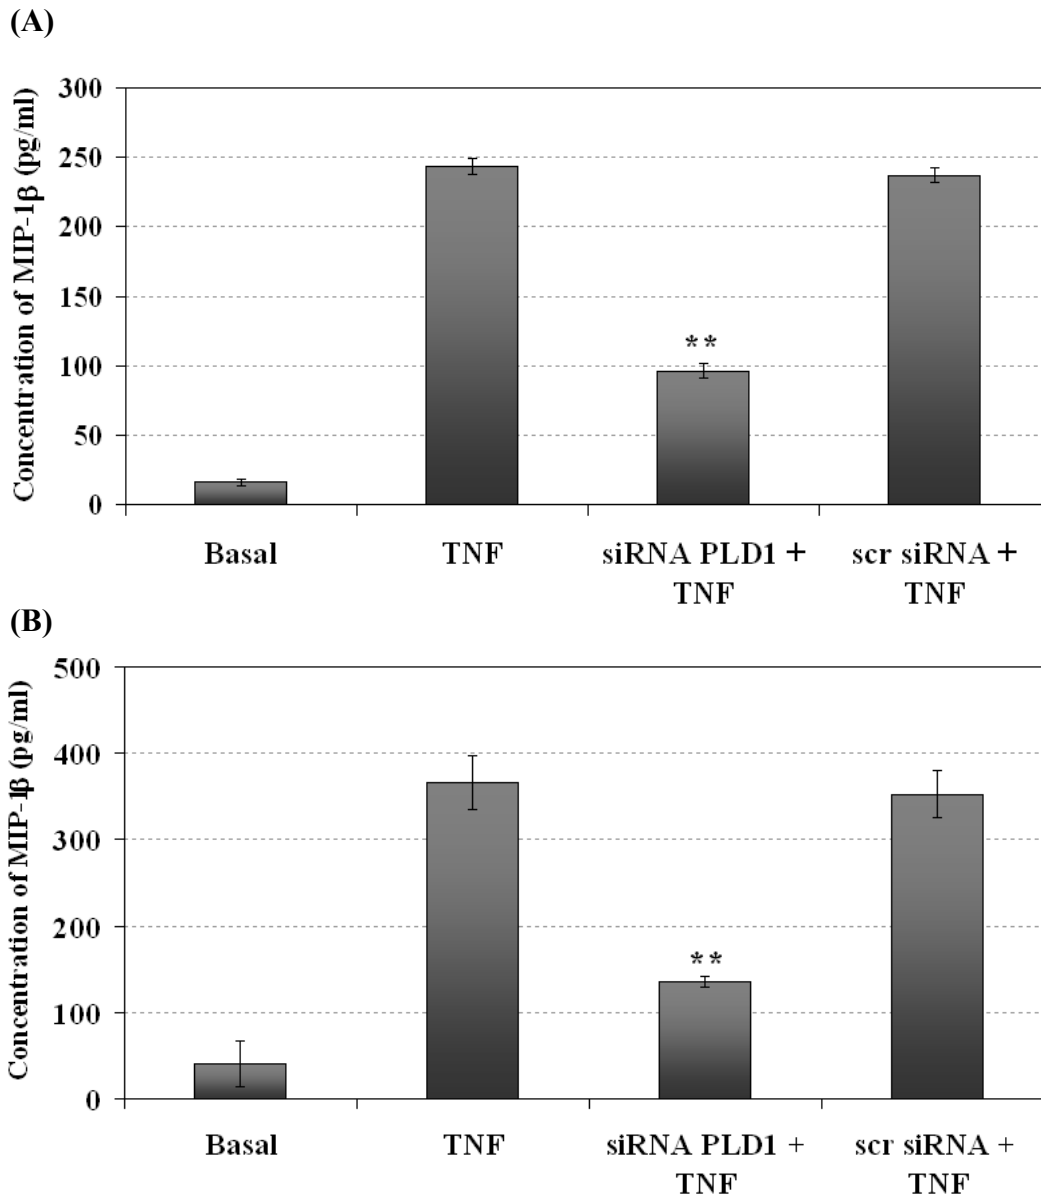 (A)
Concentration of MIP-1β (pg/ml)
300
250
200
150
100
50
0
**
Basal
TNF
siRNA PLD1 +
TNF
scr siRNA +
TNF
(B)
Concentration of MIP-1β (pg/ml)
500
400
300
200
100
0
**
Basal
TNF
siRNA PLD1 +
TNF
scr siRNA +
TNF